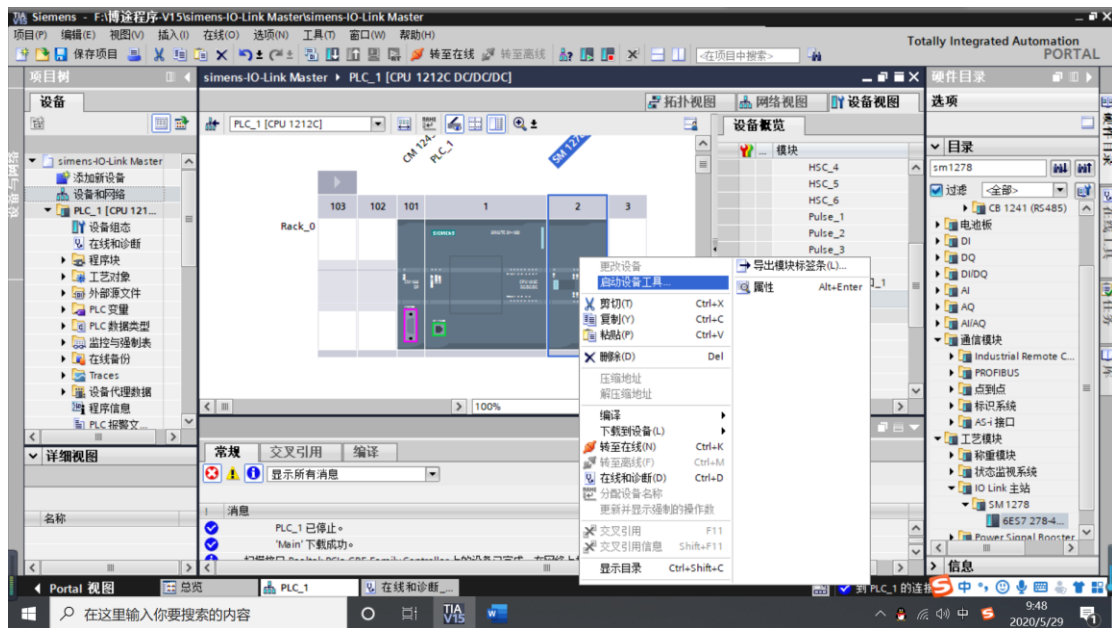 Siemens - F:\博途程序-V15\simens-IO-Link Master\simens-IO-Link Master
项目(P) 编辑(E) 视图(V) 插入(I) 在线(O) 选项(N) 工具(T) 窗口(W) 帮助(H)
Totally Integrated Automation
PORTAL
保存项目 转至在线 转至离线 <在项目中搜索>
项目树
simens-IO-Link Master ▸ PLC_1 [CPU 1212C DC/DC/DC]
硬件目录
设备
拓扑视图 网络视图 设备视图
选项
PLC_1 [CPU 1212C]
设备概览
目录
simens-IO-Link Master
添加新设备
设备和网络
PLC_1 [CPU 121...
设备组态
在线和诊断
程序块
工艺对象
外部源文件
PLC 变量
PLC 数据类型
监控与强制表
在线备份
Traces
设备代理数据
程序信息
PLC 报警文...
详细视图
名称
PLC_1
103 102 101 1 2 3
Rack_0
SIEMENS
100%
模块
HSC_4
HSC_5
HSC_6
Pulse_1
Pulse_2
Pulse_3
更改设备
启动设备工具...
剪切(T) Ctrl+X
复制(Y) Ctrl+C
粘贴(P) Ctrl+V
删除(D) Del
压缩地址
解压缩地址
编译
下载到设备(L)
转至在线(N) Ctrl+K
转至离线(F) Ctrl+M
在线和诊断(D) Ctrl+D
分配设备名称
更新并显示强制的操作数
交叉引用 F11
交叉引用信息 Shift+F11
显示目录 Ctrl+Shift+C
导出模块标签条(L)...
属性 Alt+Enter
常规 交叉引用 编译
显示所有消息
消息
PLC_1 已停止。
'Main' 下载成功。
sm1278
过滤 <全部>
CB 1241 (RS485)
电池板
DI
DQ
DI/DQ
AI
AQ
AI/AQ
通信模块
Industrial Remote C...
PROFIBUS
点到点
标识系统
AS-i 接口
工艺模块
称重模块
状态监视系统
IO Link 主站
SM 1278
6ES7 278-4...
Power Signal Booster
信息
Portal 视图 总览 PLC_1 在线和诊断_... 到 PLC_1 的连接
中
在这里输入你要搜索的内容
TIA
V15
中
9:48
2020/5/29